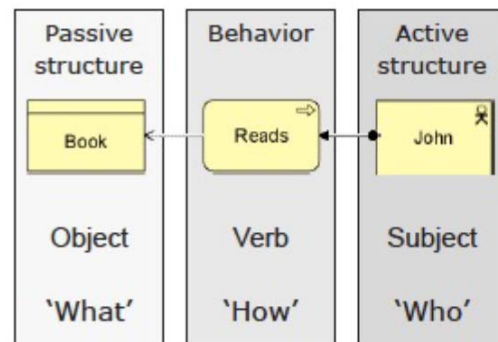 Passive
structure
Book
Object
‘What’
Behavior
Reads
Verb
‘How’
Active
structure
John
Subject
‘Who’